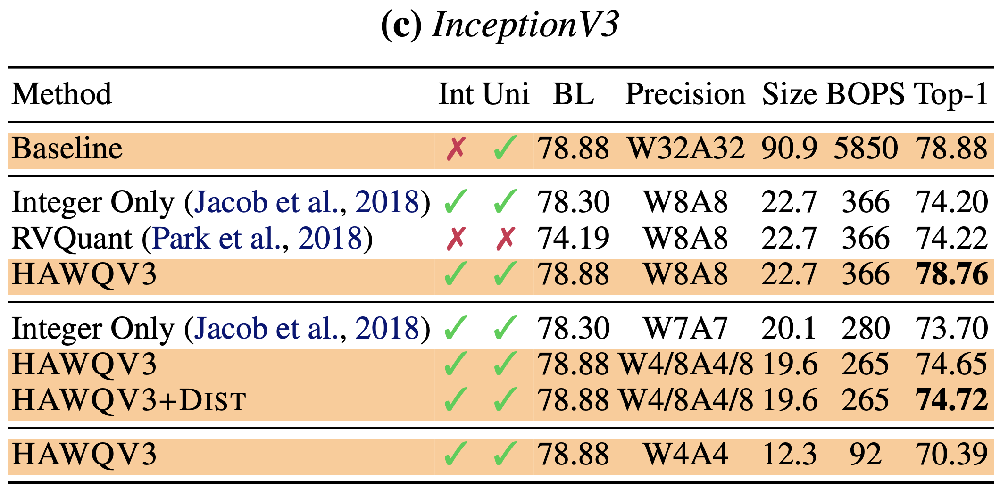 (c) InceptionV3
Method Int Uni BL Precision Size BOPS Top-1
Baseline ✗ ✓ 78.88 W32A32 90.9 5850 78.88
Integer Only (Jacob et al., 2018) ✓ ✓ 78.30 W8A8 22.7 366 74.20
RVQuant (Park et al., 2018) ✗ ✗ 74.19 W8A8 22.7 366 74.22
HAWQV3 ✓ ✓ 78.88 W8A8 22.7 366 78.76
Integer Only (Jacob et al., 2018) ✓ ✓ 78.30 W7A7 20.1 280 73.70
HAWQV3 ✓ ✓ 78.88 W4/8A4/8 19.6 265 74.65
HAWQV3+DIST ✓ ✓ 78.88 W4/8A4/8 19.6 265 74.72
HAWQV3 ✓ ✓ 78.88 W4A4 12.3 92 70.39